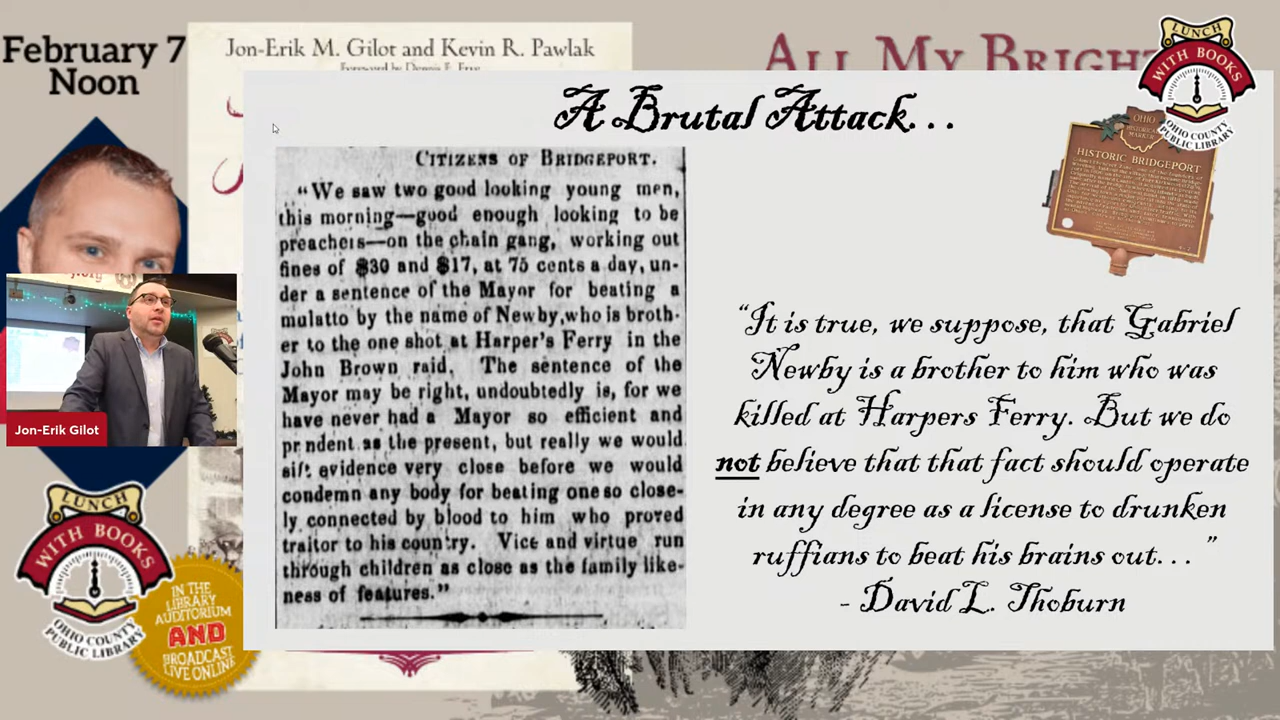 February 7
Noon
Jon-Erik M. Gilot and Kevin R. Pawlak
Foreword by Dennis E. Frye
ALL MY BRIGHT
LUNCH
WITH BOOKS
OHIO COUNTY
PUBLIC LIBRARY
A Brutal Attack...
OHIO
HISTORICAL
MARKER
HISTORIC BRIDGEPORT
CITIZENS OF BRIDGEPORT.
"We saw two good looking young men,
this morning—good enough looking to be
preachers—on the chain gang, working out
fines of $30 and $17, at 75 cents a day, un-
der a sentence of the Mayor for beating a
mulatto by the name of Newby,who is broth-
er to the one shot at Harper's Ferry in the
John Brown raid. The sentence of the
Mayor may be right, undoubtedly is, for we
have never had a Mayor so efficient and
prndent as the present, but really we would
sift evidence very close before we would
condemn any body for beating one so close-
ly connected by blood to him who proved
traitor to his country. Vice and virtue run
through children as close as the family like-
ness of features."
"It is true, we suppose, that Gabriel
Newby is a brother to him who was
killed at Harpers Ferry. But we do
not believe that that fact should operate
in any degree as a license to drunken
ruffians to beat his brains out..."
- David L. Thoburn
Jon-Erik Gilot
LUNCH
WITH BOOKS
OHIO COUNTY
PUBLIC LIBRARY
IN THE
LIBRARY
AUDITORIUM
AND
BROADCAST
LIVE ONLINE